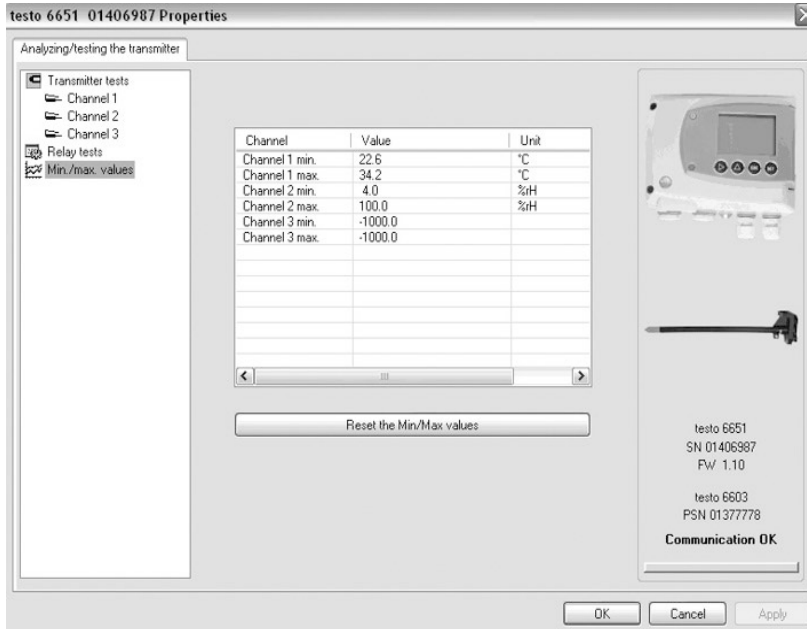 testo 6651 01406987 Properties
Analyzing/testing the transmitter
Transmitter tests
Channel 1
Channel 2
Channel 3
Relay tests
Min./max. values
Channel Value Unit
Channel 1 min. 22.6 °C
Channel 1 max. 34.2 °C
Channel 2 min. 4.0 %rH
Channel 2 max. 100.0 %rH
Channel 3 min. -1000.0
Channel 3 max. -1000.0
Reset the Min/Max values
testo 6651
SN 01406987
FW 1.10
testo 6603
PSN 01377778
Communication OK
OK Cancel Apply